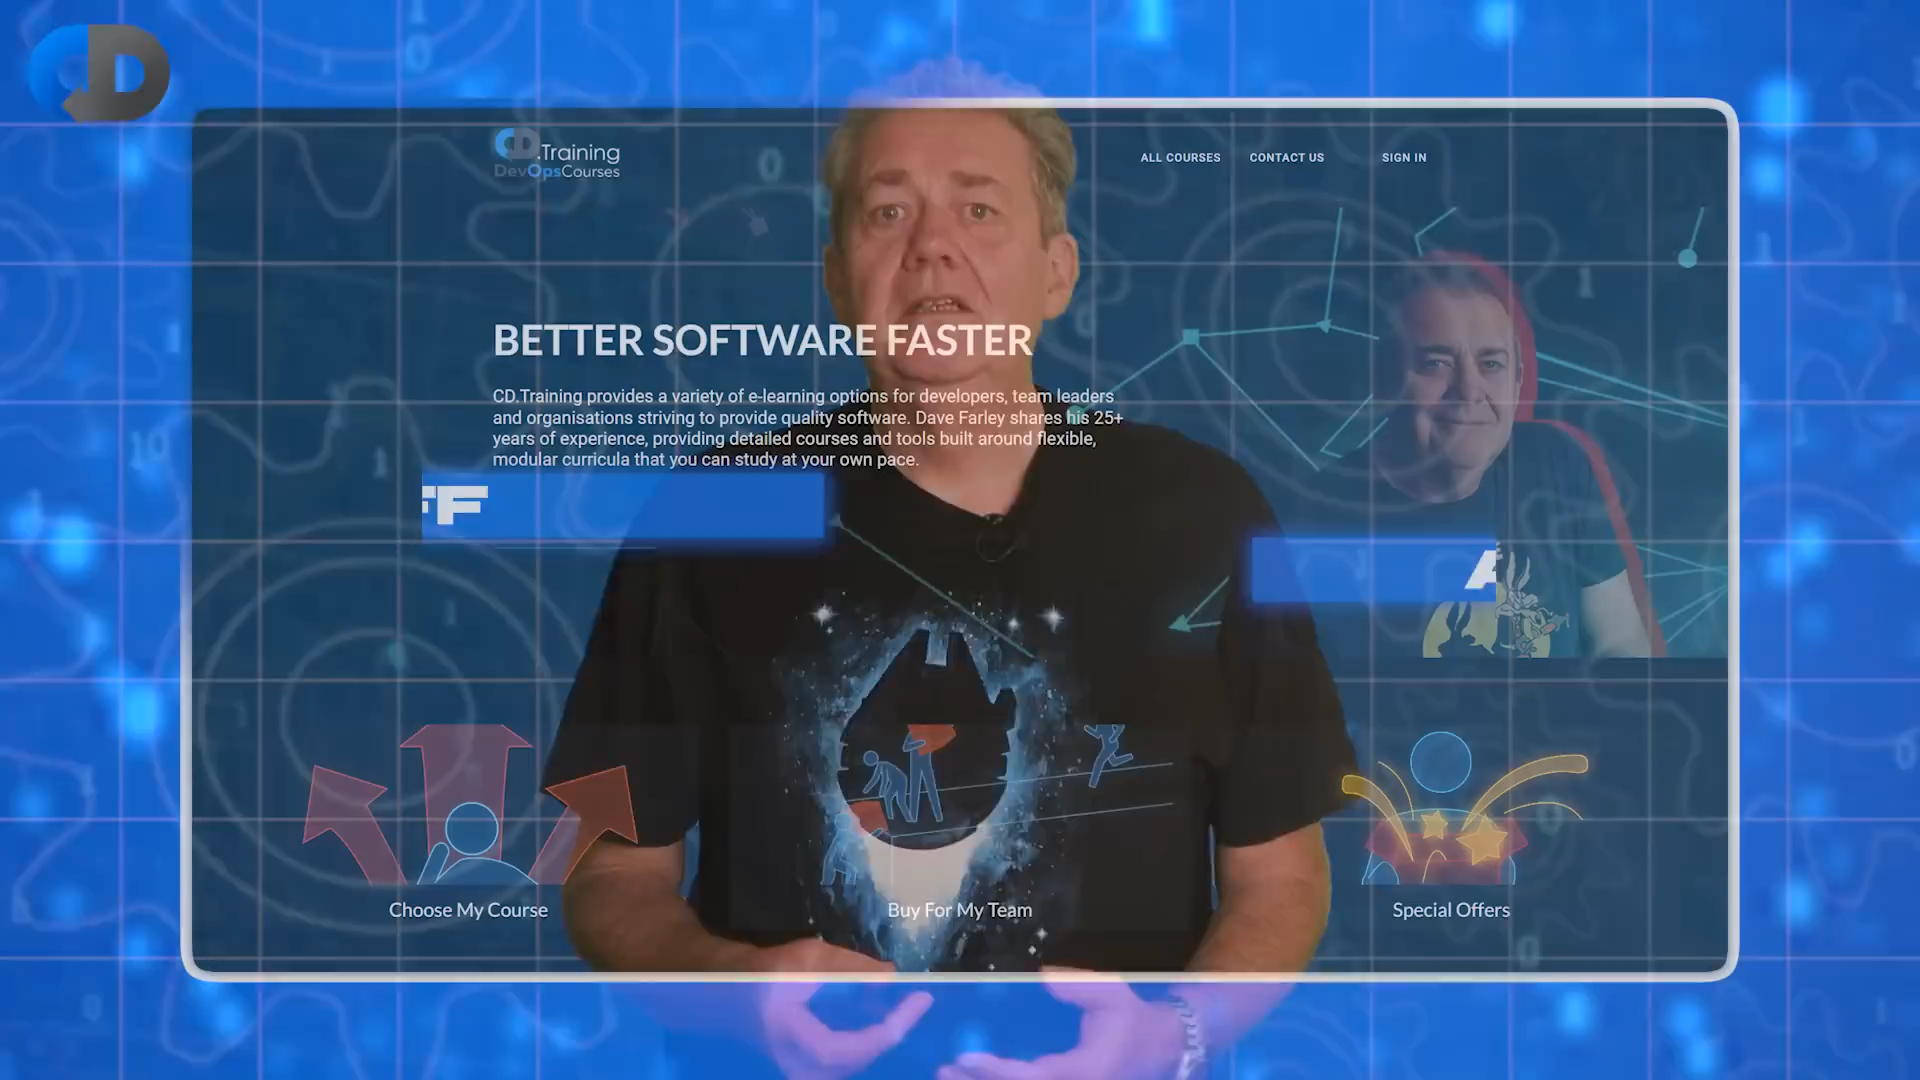 CD
CD.Training
DevOpsCourses
ALL COURSES
CONTACT US
SIGN IN
BETTER SOFTWARE FASTER
CD.Training provides a variety of e-learning options for developers, team leaders
and organisations striving to provide quality software. Dave Farley shares his 25+
years of experience, providing detailed courses and tools built around flexible,
modular curricula that you can study at your own pace.
Choose My Course
Buy For My Team
Special Offers